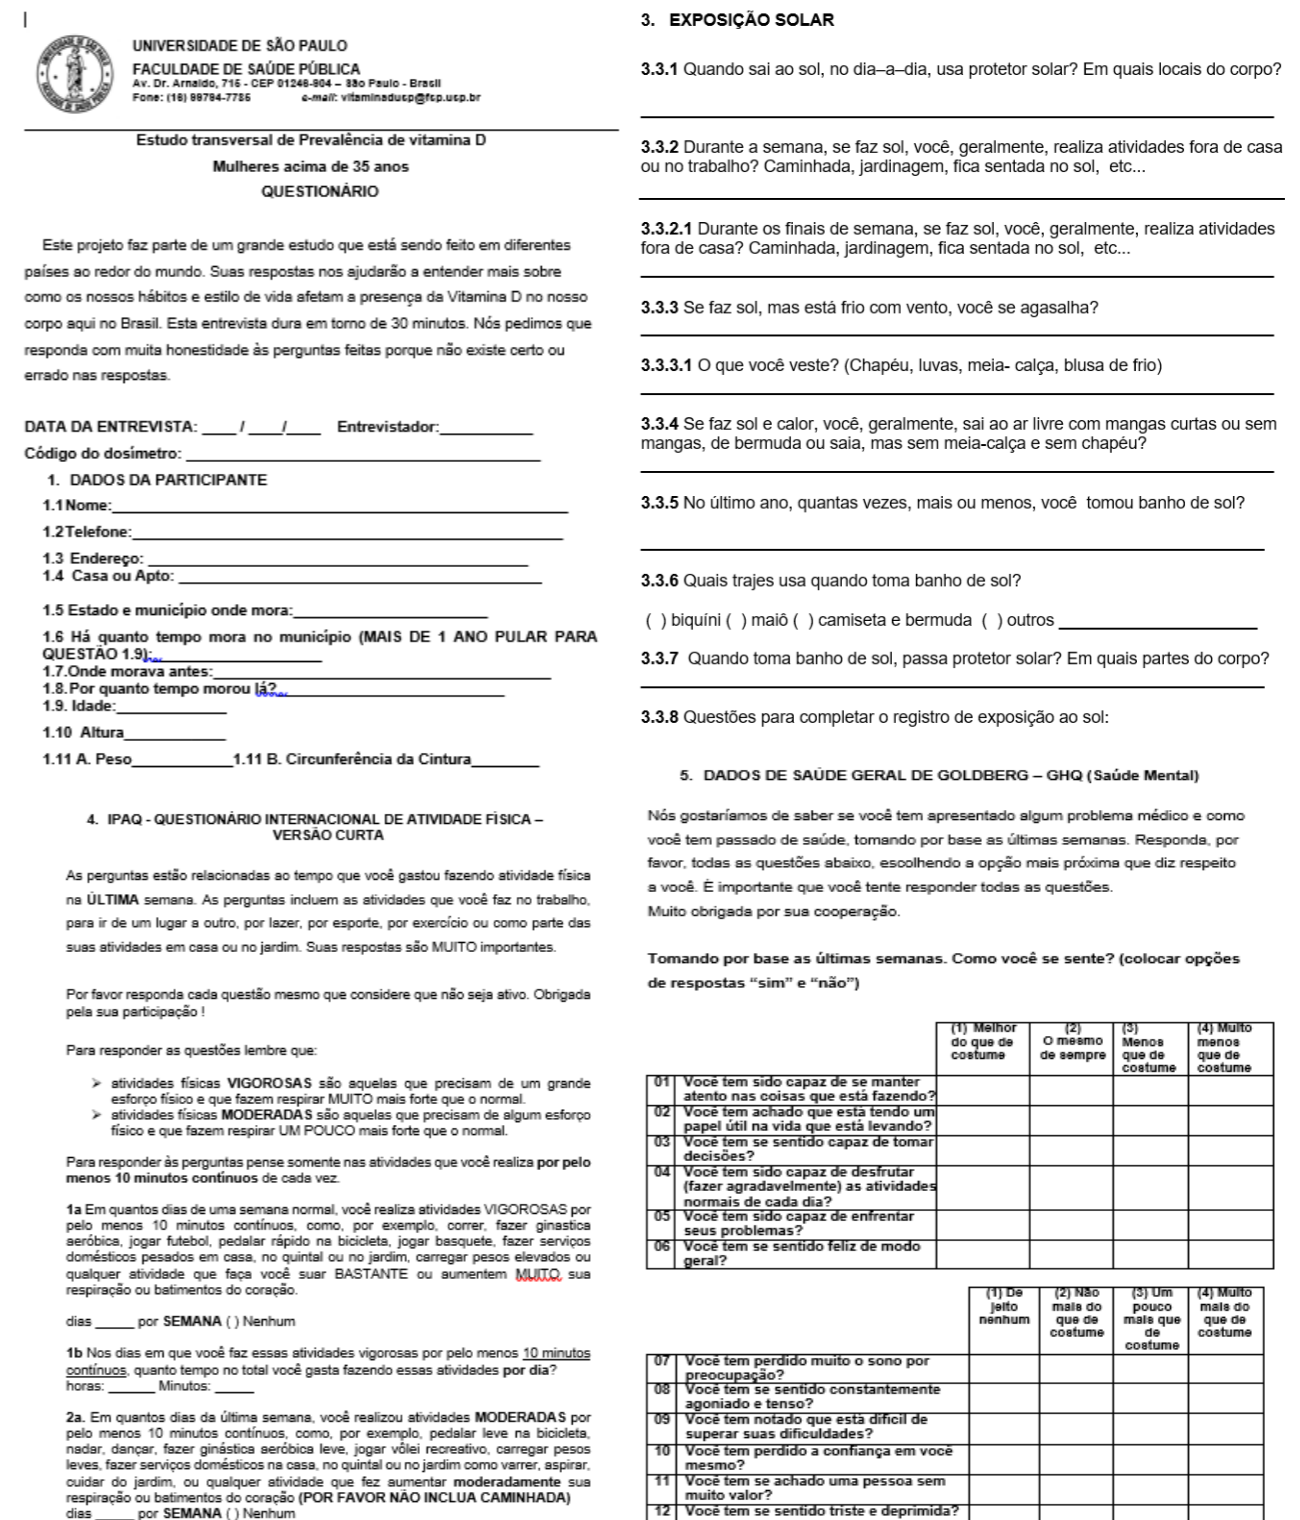 UNIVERSIDADE DE SÃO PAULO
FACULDADE DE SAÚDE PÚBLICA
Av. Dr. Arnaldo, 715 - CEP 01246-904 – São Paulo - Brasil
Fone: (16) 99794-7785 e-mail: vitaminadusp@fsp.usp.br
Estudo transversal de Prevalência de vitamina D
Mulheres acima de 35 anos
QUESTIONÁRIO
Este projeto faz parte de um grande estudo que está sendo feito em diferentes
países ao redor do mundo. Suas respostas nos ajudarão a entender mais sobre
como os nossos hábitos e estilo de vida afetam a presença da Vitamina D no nosso
corpo aqui no Brasil. Esta entrevista dura em torno de 30 minutos. Nós pedimos que
responda com muita honestidade às perguntas feitas porque não existe certo ou
errado nas respostas.
DATA DA ENTREVISTA: ____ / ____/____ Entrevistador:___________
Código do dosímetro: ___________
1. DADOS DA PARTICIPANTE
1.1 Nome:___________
1.2 Telefone:___________
1.3 Endereço: ___________
1.4 Casa ou Apto: ___________
1.5 Estado e município onde mora:___________
1.6 Há quanto tempo mora no município (MAIS DE 1 ANO PULAR PARA
QUESTÃO 1.9):___________
1.7.Onde morava antes:___________
1.8.Por quanto tempo morou lá?___________
1.9. Idade:___________
1.10 Altura___________
1.11 A. Peso___________1.11 B. Circunferência da Cintura________
3. EXPOSIÇÃO SOLAR
3.3.1 Quando sai ao sol, no dia–a–dia, usa protetor solar? Em quais locais do corpo?
3.3.2 Durante a semana, se faz sol, você, geralmente, realiza atividades fora de casa
ou no trabalho? Caminhada, jardinagem, fica sentada no sol, etc...
3.3.2.1 Durante os finais de semana, se faz sol, você, geralmente, realiza atividades
fora de casa? Caminhada, jardinagem, fica sentada no sol, etc...
3.3.3 Se faz sol, mas está frio com vento, você se agasalha?
3.3.3.1 O que você veste? (Chapéu, luvas, meia- calça, blusa de frio)
3.3.4 Se faz sol e calor, você, geralmente, sai ao ar livre com mangas curtas ou sem
mangas, de bermuda ou saia, mas sem meia-calça e sem chapéu?
3.3.5 No último ano, quantas vezes, mais ou menos, você tomou banho de sol?
3.3.6 Quais trajes usa quando toma banho de sol?
( ) biquíni ( ) maiô ( ) camiseta e bermuda ( ) outros ___________
3.3.7 Quando toma banho de sol, passa protetor solar? Em quais partes do corpo?
3.3.8 Questões para completar o registro de exposição ao sol:
4. IPAQ - QUESTIONÁRIO INTERNACIONAL DE ATIVIDADE FÍSICA –
VERSÃO CURTA
As perguntas estão relacionadas ao tempo que você gastou fazendo atividade física
na ÚLTIMA semana. As perguntas incluem as atividades que você faz no trabalho,
para ir de um lugar a outro, por lazer, por esporte, por exercício ou como parte das
suas atividades em casa ou no jardim. Suas respostas são MUITO importantes.
Por favor responda cada questão mesmo que considere que não seja ativo. Obrigada
pela sua participação !
Para responder as questões lembre que:
➢ atividades físicas VIGOROSAS são aquelas que precisam de um grande
esforço físico e que fazem respirar MUITO mais forte que o normal.
➢ atividades físicas MODERADAS são aquelas que precisam de algum esforço
físico e que fazem respirar UM POUCO mais forte que o normal.
Para responder às perguntas pense somente nas atividades que você realiza por pelo
menos 10 minutos contínuos de cada vez.
1a Em quantos dias de uma semana normal, você realiza atividades VIGOROSAS por
pelo menos 10 minutos contínuos, como, por exemplo, correr, fazer ginastica
aeróbica, jogar futebol, pedalar rápido na bicicleta, jogar basquete, fazer serviços
domésticos pesados em casa, no quintal ou no jardim, carregar pesos elevados ou
qualquer atividade que faça você suar BASTANTE ou aumentem MUITO sua
respiração ou batimentos do coração.
dias _____ por SEMANA ( ) Nenhum
1b Nos dias em que você faz essas atividades vigorosas por pelo menos 10 minutos
contínuos, quanto tempo no total você gasta fazendo essas atividades por dia?
horas: ______ Minutos: _____
2a. Em quantos dias da última semana, você realizou atividades MODERADAS por
pelo menos 10 minutos contínuos, como, por exemplo, pedalar leve na bicicleta,
nadar, dançar, fazer ginástica aeróbica leve, jogar vôlei recreativo, carregar pesos
leves, fazer serviços domésticos na casa, no quintal ou no jardim como varrer, aspirar,
cuidar do jardim, ou qualquer atividade que fez aumentar moderadamente sua
respiração ou batimentos do coração (POR FAVOR NÃO INCLUA CAMINHADA)
dias _____ por SEMANA ( ) Nenhum
5. DADOS DE SAÚDE GERAL DE GOLDBERG – GHQ (Saúde Mental)
Nós gostaríamos de saber se você tem apresentado algum problema médico e como
você tem passado de saúde, tomando por base as últimas semanas. Responda, por
favor, todas as questões abaixo, escolhendo a opção mais próxima que diz respeito
a você. É importante que você tente responder todas as questões.
Muito obrigada por sua cooperação.
Tomando por base as últimas semanas. Como você se sente? (colocar opções
de respostas “sim” e “não”)
(1) Melhor do que de costume (2) O mesmo de sempre (3) Menos que de costume (4) Muito menos que de costume
01 Você tem sido capaz de se manter
atento nas coisas que está fazendo?
02 Você tem achado que está tendo um
papel útil na vida que está levando?
03 Você tem se sentido capaz de tomar
decisões?
04 Você tem sido capaz de desfrutar
(fazer agradavelmente) as atividades
normais de cada dia?
05 Você tem sido capaz de enfrentar
seus problemas?
06 Você tem se sentido feliz de modo
geral?
(1) De jeito nenhum (2) Não mais do que de costume (3) Um pouco mais que de costume (4) Muito mais do que de costume
07 Você tem perdido muito o sono por
preocupação?
08 Você tem se sentido constantemente
agoniado e tenso?
09 Você tem notado que está difícil de
superar suas dificuldades?
10 Você tem perdido a confiança em você
mesmo?
11 Você tem se achado uma pessoa sem
muito valor?
12 Você tem se sentido triste e deprimida?